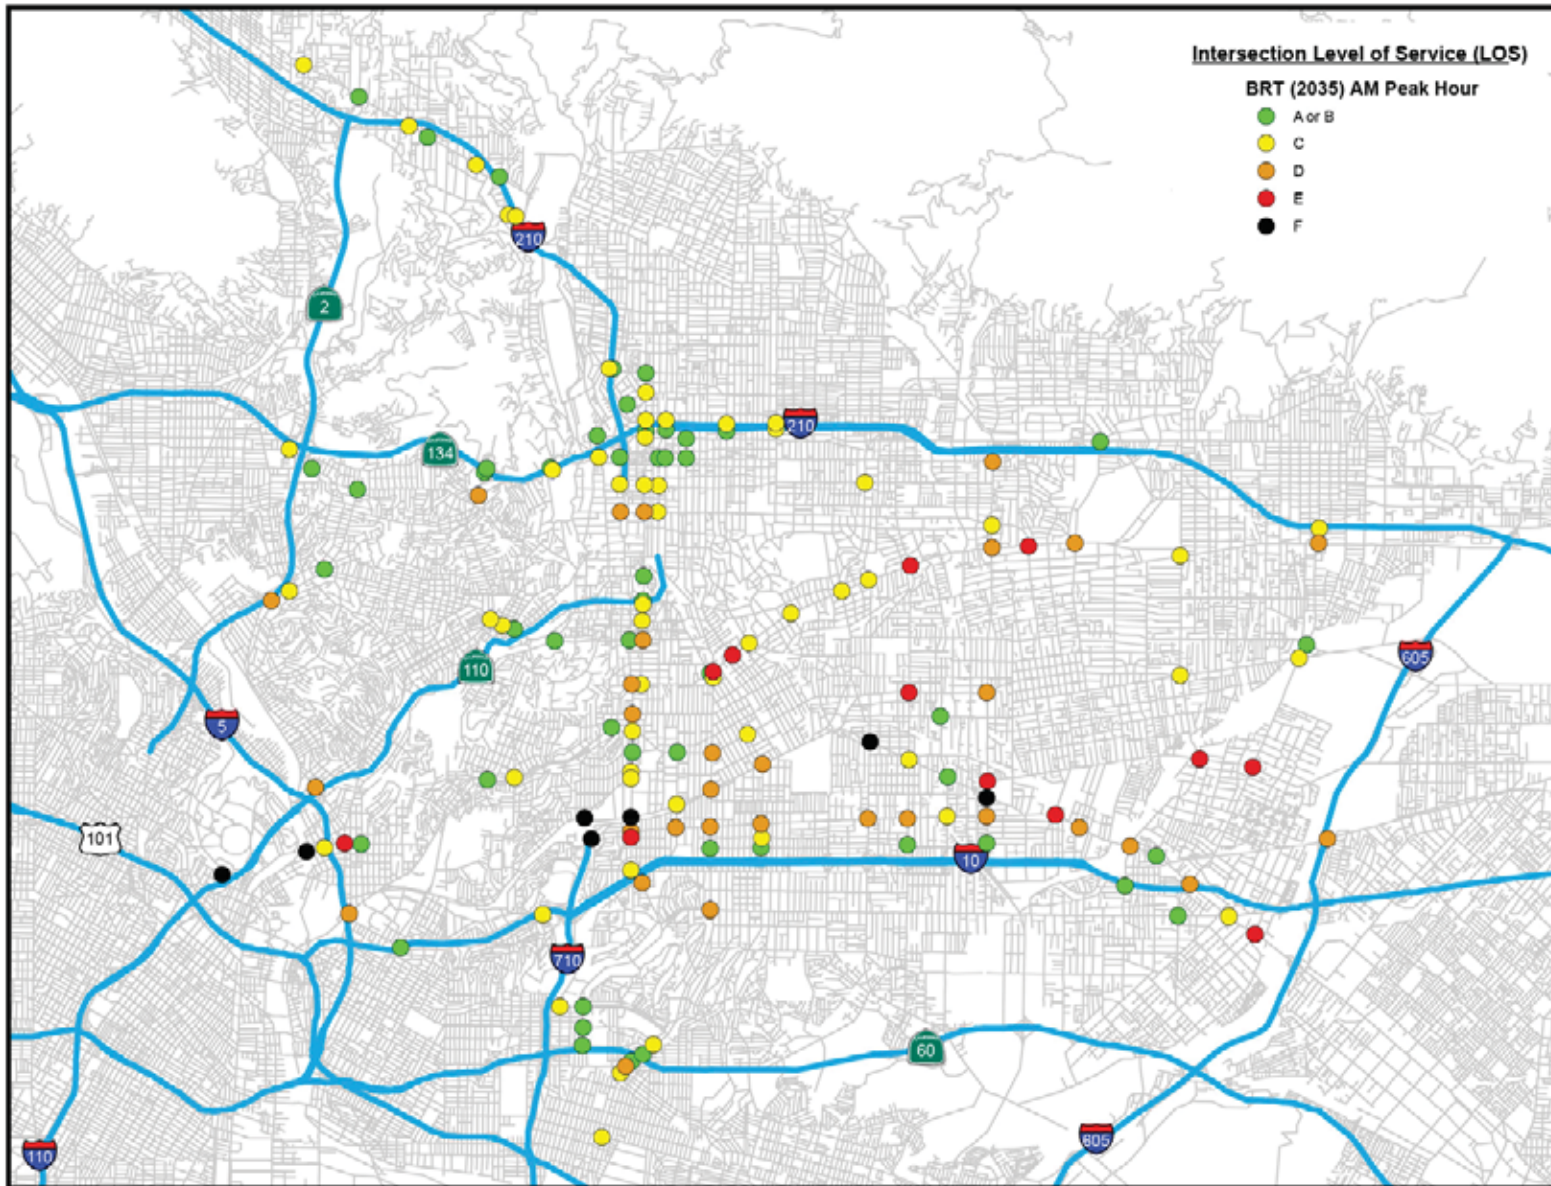 Intersection Level of Service (LOS)
BRT (2035) AM Peak Hour
A or B
C
D
E
F
210
2
210
134
110
605
5
101
10
710
60
605
110